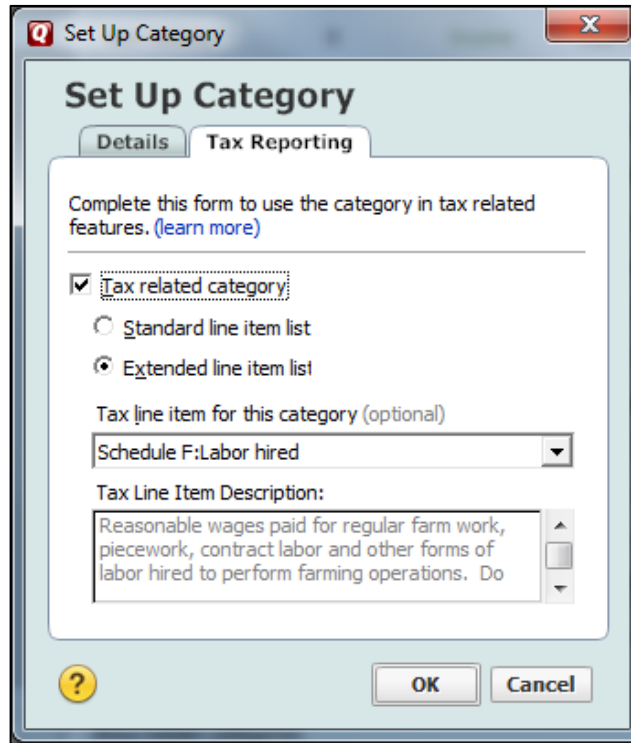 Set Up Category
X
Set Up Category
Details Tax Reporting
Complete this form to use the category in tax related
features. (learn more)
Tax related category
Standard line item list
Extended line item list
Tax line item for this category (optional)
Schedule F:Labor hired
Tax Line Item Description:
Reasonable wages paid for regular farm work,
piecework, contract labor and other forms of
labor hired to perform farming operations. Do
? OK Cancel